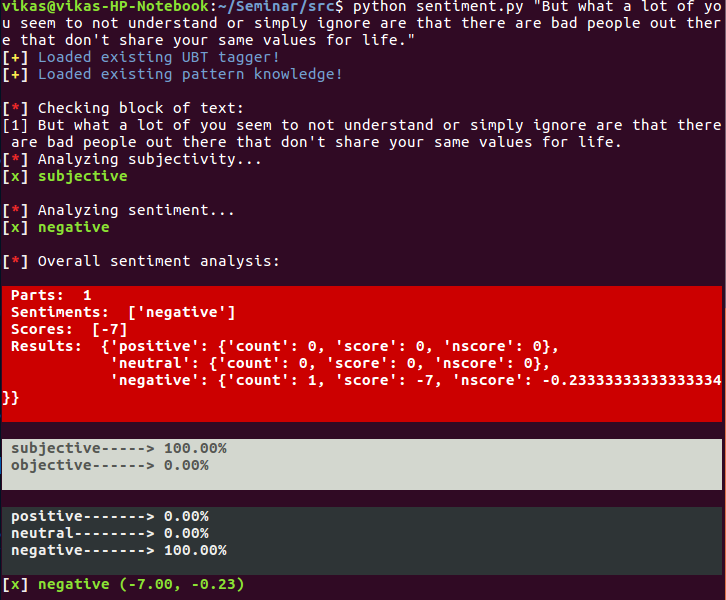 vikas@vikas-HP-Notebook:~/Seminar/src$ python sentiment.py "But what a lot of yo
u seem to not understand or simply ignore are that there are bad people out ther
e that don't share your same values for life."
[+] Loaded existing UBT tagger!
[+] Loaded existing pattern knowledge!
[*] Checking block of text:
[1] But what a lot of you seem to not understand or simply ignore are that there
are bad people out there that don't share your same values for life.
[*] Analyzing subjectivity...
[x] subjective
[*] Analyzing sentiment...
[x] negative
[*] Overall sentiment analysis:
Parts:  1
Sentiments:  ['negative']
Scores:  [-7]
Results:  {'positive': {'count': 0, 'score': 0, 'nscore': 0},
'neutral': {'count': 0, 'score': 0, 'nscore': 0},
'negative': {'count': 1, 'score': -7, 'nscore': -0.23333333333333334
}}
subjective-----> 100.00%
objective------> 0.00%
positive-------> 0.00%
neutral--------> 0.00%
negative-------> 100.00%
[x] negative (-7.00, -0.23)